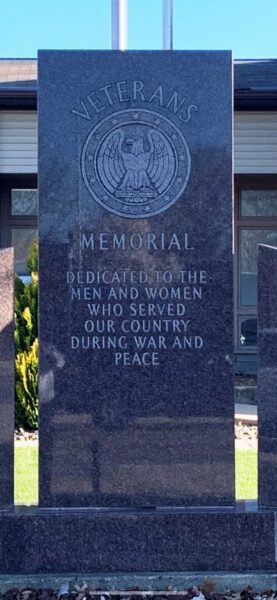 VETERANS
MEMORIAL
DEDICATED TO THE
MEN AND WOMEN
WHO SERVED
OUR COUNTRY
DURING WAR AND
PEACE